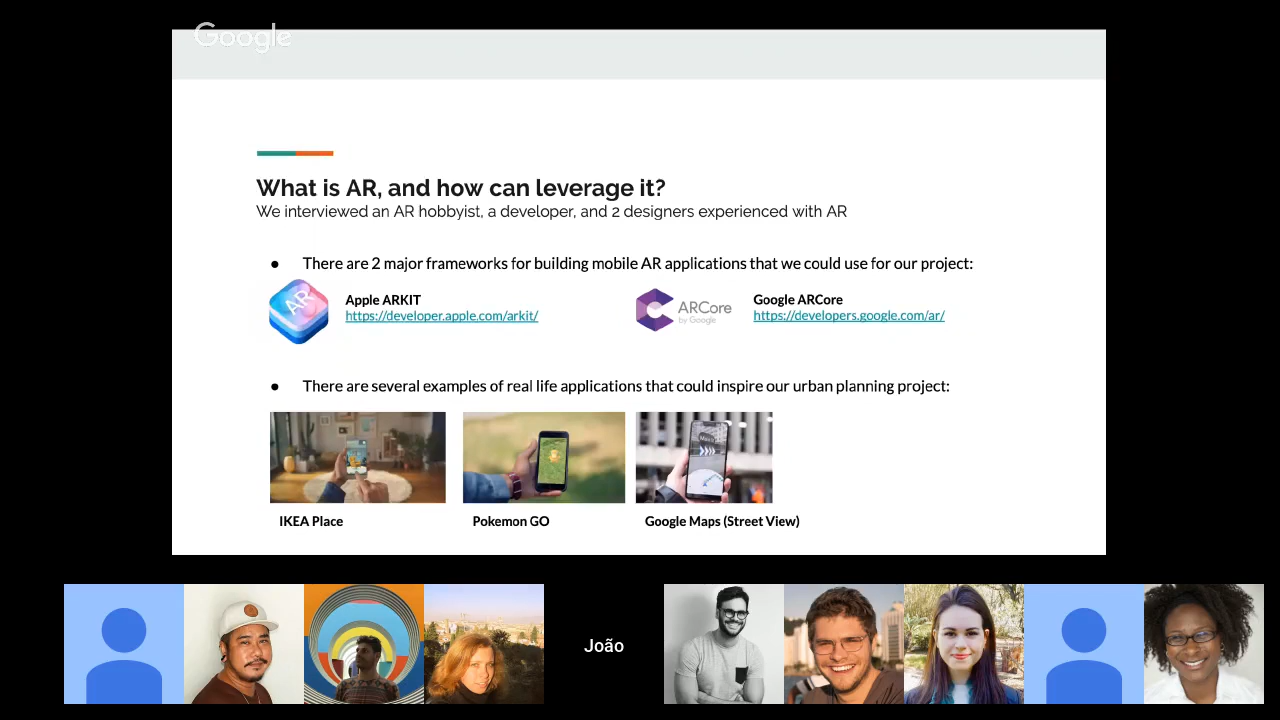 Google
What is AR, and how can leverage it?
We interviewed an AR hobbyist, a developer, and 2 designers experienced with AR
● There are 2 major frameworks for building mobile AR applications that we could use for our project:
AR
Apple ARKIT
https://developer.apple.com/arkit/
ARCore
by Google
Google ARCore
https://developers.google.com/ar/
● There are several examples of real life applications that could inspire our urban planning project:
IKEA Place
Pokemon GO
Google Maps (Street View)
João